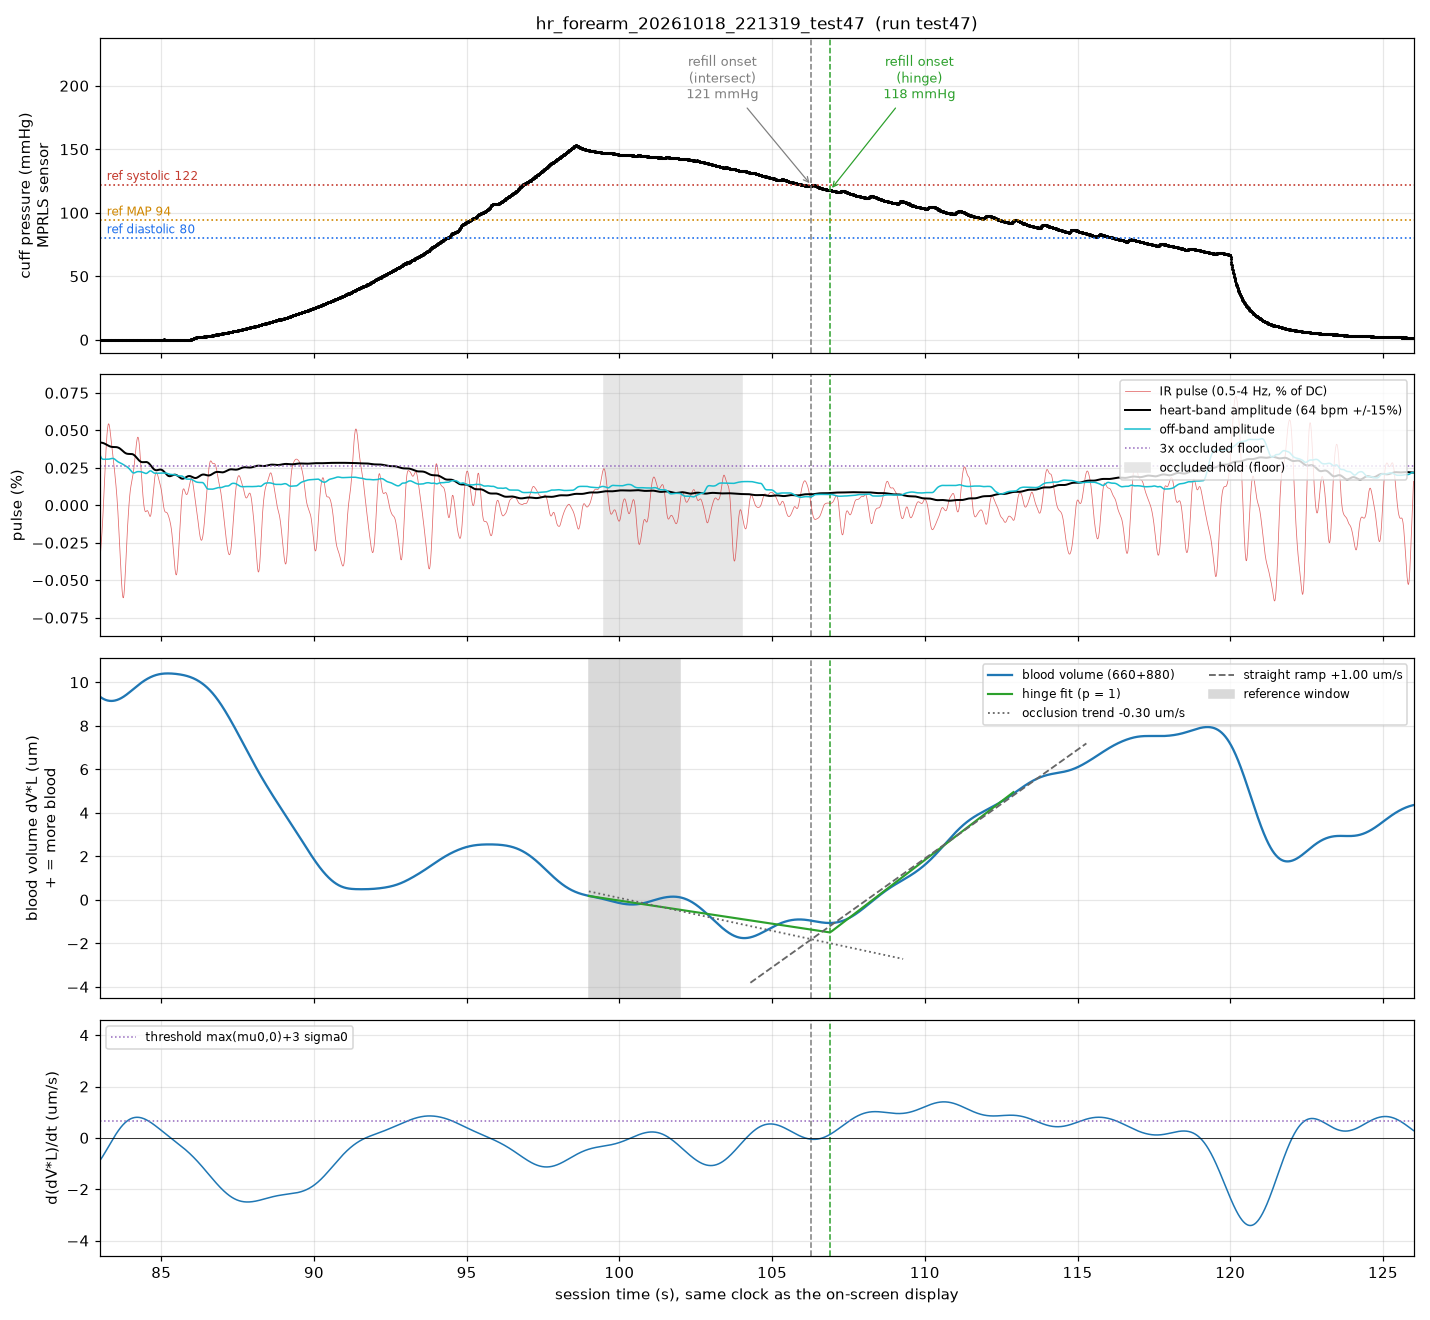 hr_forearm_20261018_221319_test47  (run test47)
refill onset
(intersect)
121 mmHg
refill onset
(hinge)
118 mmHg
cuff pressure (mmHg)
MPRLS sensor
200
150
100
50
0
ref systolic 122
ref MAP 94
ref diastolic 80
pulse (%)
0.075
0.050
0.025
0.000
−0.025
−0.050
−0.075
IR pulse (0.5-4 Hz, % of DC)
heart-band amplitude (64 bpm +/-15%)
off-band amplitude
3x occluded floor
occluded hold (floor)
blood volume dV*L (um)
+ = more blood
10
8
6
4
2
0
−2
−4
blood volume (660+880)
hinge fit (p = 1)
occlusion trend -0.30 um/s
straight ramp +1.00 um/s
reference window
d(dV*L)/dt (um/s)
4
2
0
−2
−4
threshold max(mu0,0)+3 sigma0
85
90
95
100
105
110
115
120
125
session time (s), same clock as the on-screen display